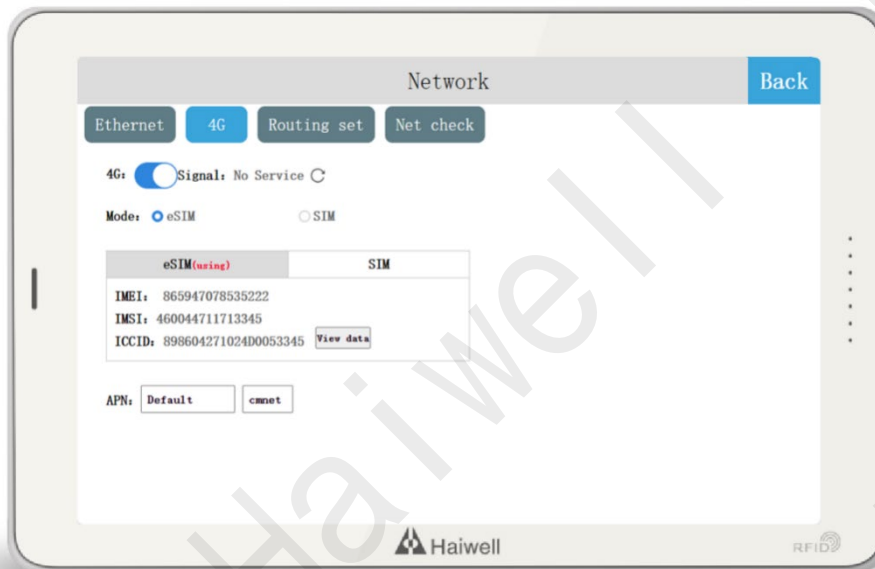 Network
Back
Ethernet
4G
Routing set
Net check
4G: Signal: No Service
Mode: eSIM SIM
eSIM(using) SIM
IMEI: 865947078535222
IMSI: 460044711713345
ICCID: 898604271024D0053345 View data
APN: Default cmnet
Haiwell
RFID
Haiwell